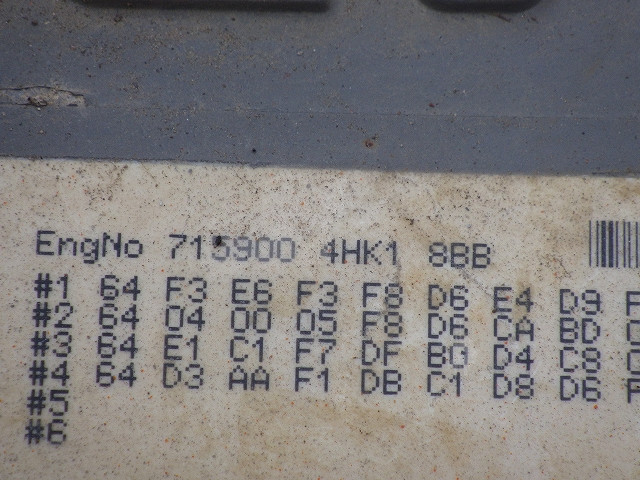 EngNo 715900 4HK1 8BB
#1 64 F3 E6 F3 F8 D6 E4 D9
#2 64 04 00 05 F8 D6 CA BD
#3 64 E1 C1 F7 DF BG D4 C8
#4 64 D3 AA F1 DB C1 D8 D6
#5
#6